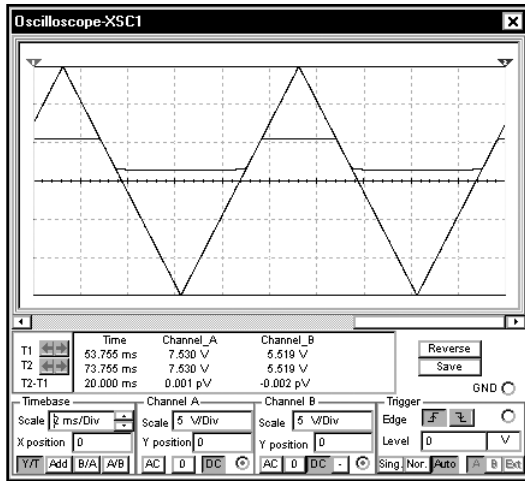 Oscilloscope-XSC1
1
Time Channel_A Channel_B
T1 53.755 ms 7.530 V 5.519 V
T2 73.755 ms 7.530 V 5.519 V
T2-T1 20.000 ms 0.001 pV -0.002 pV
Reverse
Save
GND
Timebase Channel A Channel B Trigger
Scale 2 ms/Div Scale 5 V/Div Scale 5 V/Div Edge
X position 0 Y position 0 Y position 0 Level 0 V
Y/T Add B/A A/B AC 0 DC AC 0 DC - Sing. Nor. Auto A B Ext